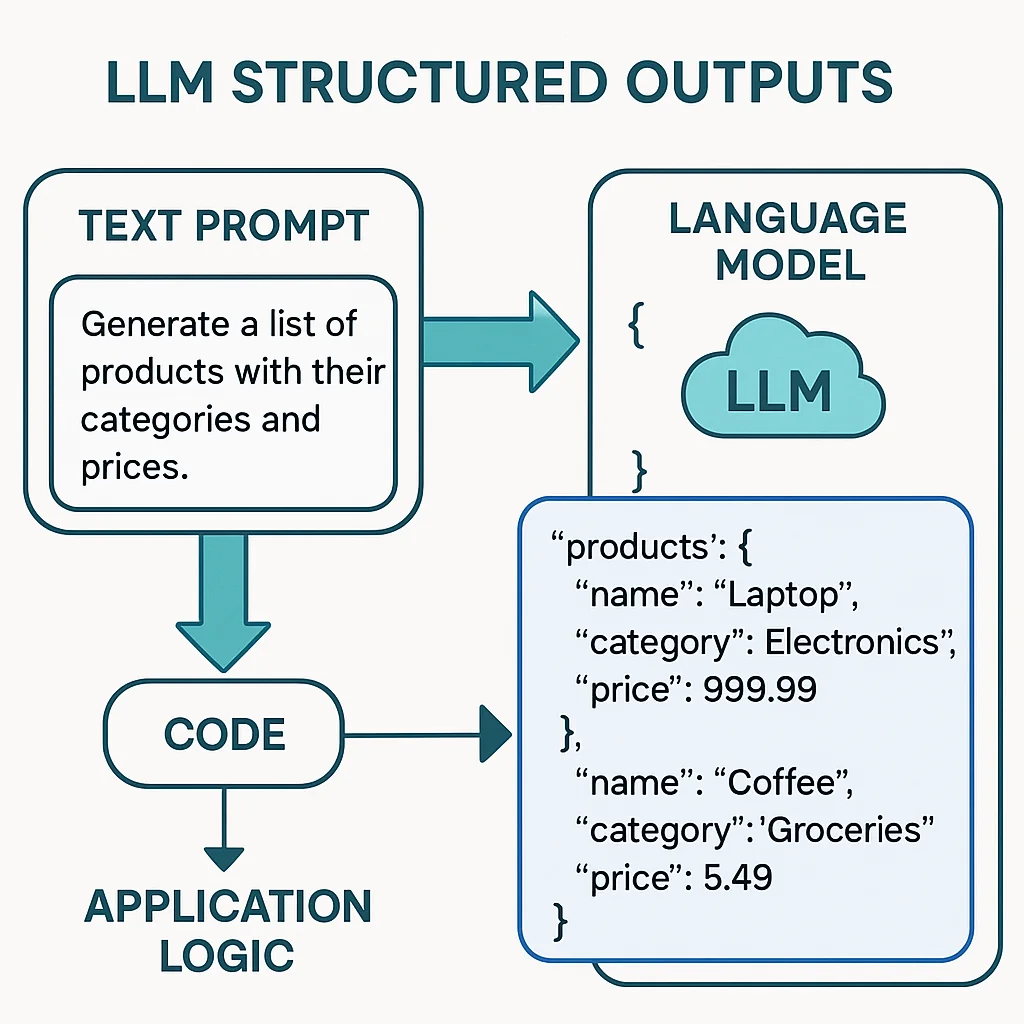 LLM STRUCTURED OUTPUTS
TEXT PROMPT
Generate a list of
products with their
categories and
prices.
LANGUAGE
MODEL
{
LLM
}
“products’: {
“name”: “Laptop”,
“category”: Electronics”,
“price”: 999.99
},
“name”: “Coffee”,
“category”:’Groceries”
“price”: 5.49
}
CODE
APPLICATION
LOGIC